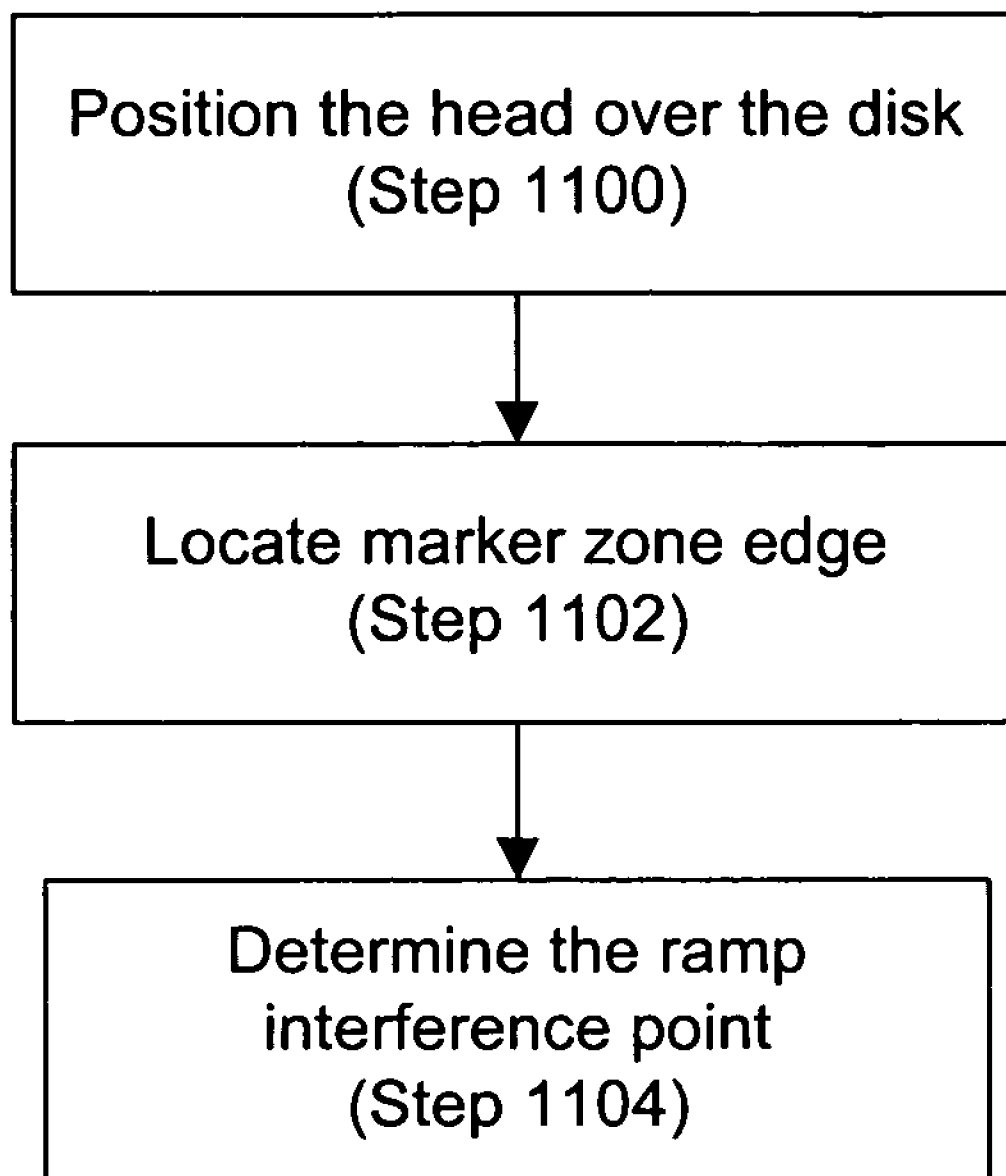 Position the head over the disk
(Step 1100)
Locate marker zone edge
(Step 1102)
Determine the ramp
interference point
(Step 1104)